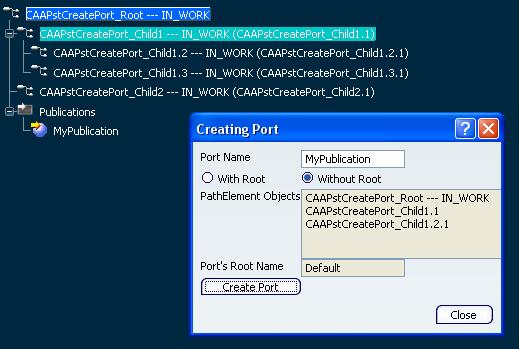 CAAPstCreatePort_Root --- IN_WORK
CAAPstCreatePort_Child1 --- IN_WORK (CAAPstCreatePort_Child1.1)
CAAPstCreatePort_Child1.2 --- IN_WORK (CAAPstCreatePort_Child1.2.1)
CAAPstCreatePort_Child1.3 --- IN_WORK (CAAPstCreatePort_Child1.3.1)
CAAPstCreatePort_Child2 --- IN_WORK (CAAPstCreatePort_Child2.1)
Publications
MyPublication
Creating Port
Port Name MyPublication
With Root Without Root
PathElement Objects CAAPstCreatePort_Root --- IN_WORK
CAAPstCreatePort_Child1.1
CAAPstCreatePort_Child1.2.1
Port's Root Name Default
Create Port
Close